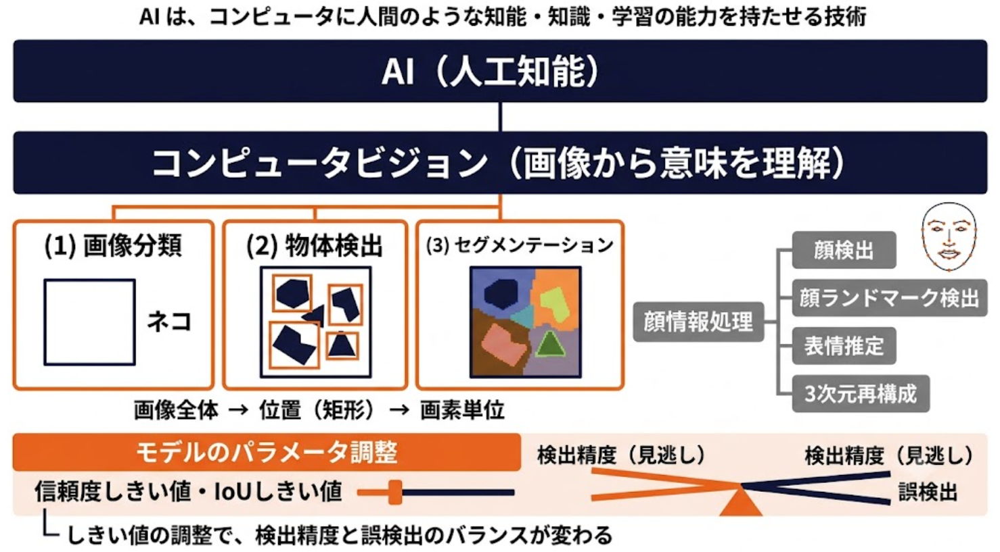 AI は、コンピュータに人間のような知能・知識・学習の能力を持たせる技術
AI（人工知能）
コンピュータビジョン（画像から意味を理解）
(1) 画像分類
ネコ
(2) 物体検出
(3) セグメンテーション
画像全体 → 位置（矩形）→ 画素単位
顔情報処理
顔検出
顔ランドマーク検出
表情推定
3次元再構成
モデルのパラメータ調整
信頼度しきい値・IoUしきい値
しきい値の調整で、検出精度と誤検出のバランスが変わる
検出精度（見逃し）
検出精度（見逃し）
誤検出